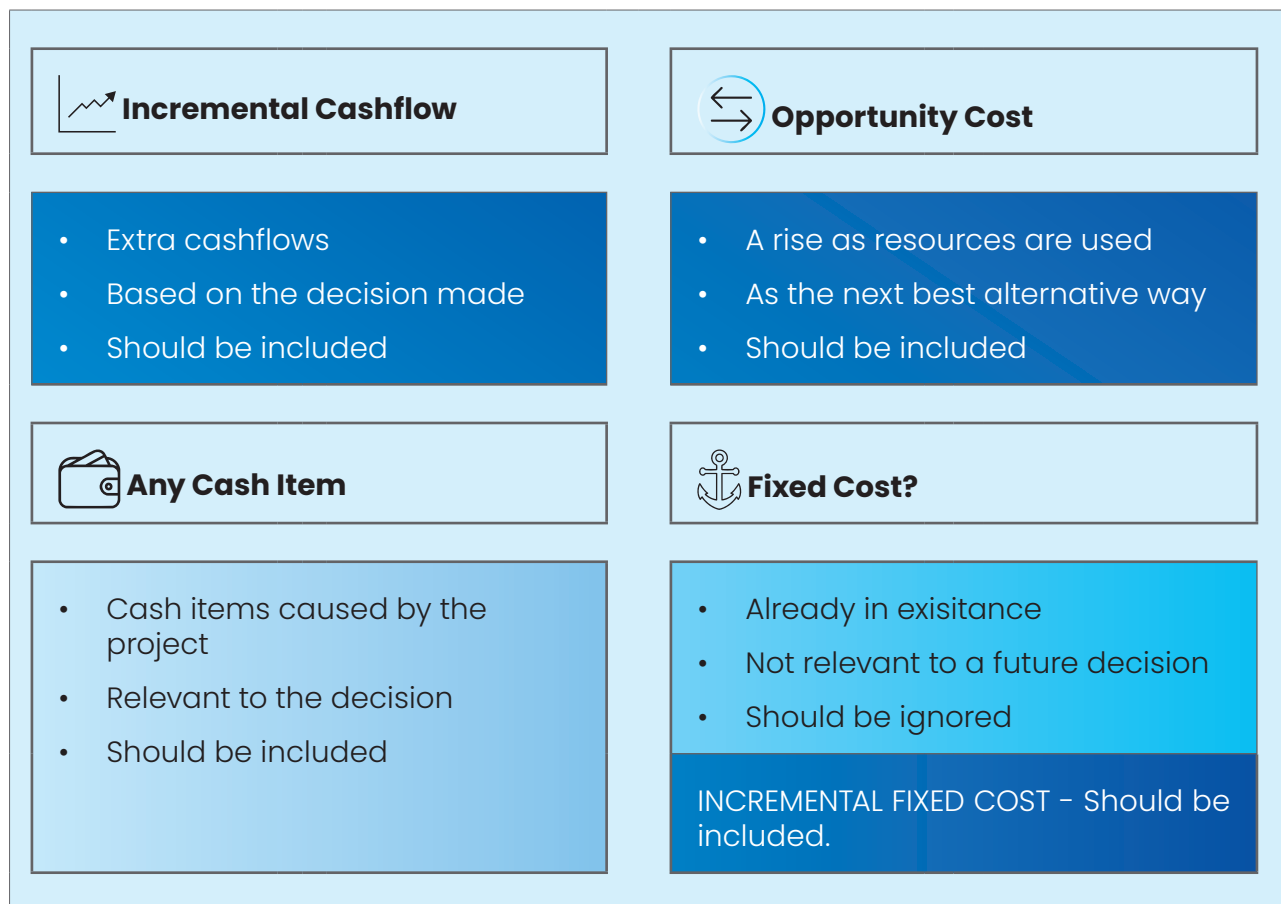 Incremental Cashflow
• Extra cashflows
• Based on the decision made
• Should be included
Opportunity Cost
• A rise as resources are used
• As the next best alternative way
• Should be included
Any Cash Item
• Cash items caused by the
project
• Relevant to the decision
• Should be included
Fixed Cost?
• Already in exisitance
• Not relevant to a future decision
• Should be ignored
INCREMENTAL FIXED COST - Should be
included.